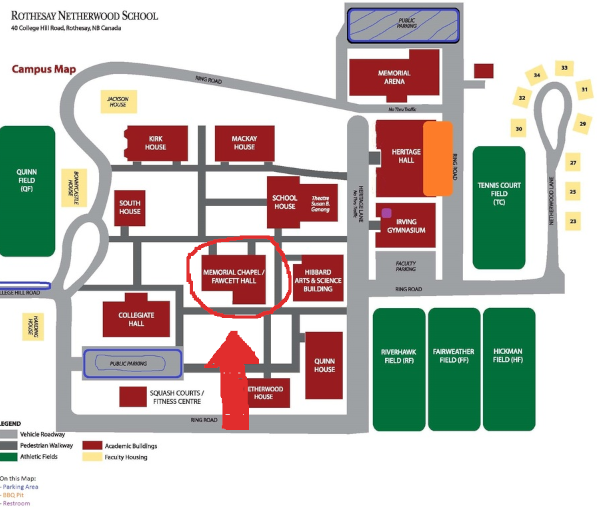 ROTHESAY NETHERWOOD SCHOOL
40 College Hill Road, Rothesay, NB Canada
Campus Map
PUBLIC
PARKING
MEMORIAL
ARENA
RING ROAD
No Thru Traffic
JACKSON
HOUSE
KIRK
HOUSE
MACKAY
HOUSE
HERITAGE
HALL
RING ROAD
34
33
32
31
30
29
27
25
23
NETHERWOOD LANE
QUINN
FIELD
(QF)
BONNYCASTLE
HOUSE
SOUTH
HOUSE
SCHOOL
HOUSE
Theatre
Susan B.
Ganong
HERITAGE LANE
No Thru Traffic
IRVING
GYMNASIUM
TENNIS COURT
FIELD
(TC)
MEMORIAL CHAPEL /
FAWCETT HALL
HIBBARD
ARTS & SCIENCE
BUILDING
FACULTY
PARKING
RING ROAD
LLEGE HILL ROAD
HARDING
HOUSE
COLLEGIATE
HALL
PUBLIC PARKING
QUINN
HOUSE
RIVERHAWK
FIELD (RF)
FAIRWEATHER
FIELD (FF)
HICKMAN
FIELD (HF)
SQUASH COURTS /
FITNESS CENTRE
ETHERWOOD
HOUSE
RING ROAD
LEGEND
Vehicle Roadway
Pedestrian Walkway
Academic Buildings
Athletic Fields
Faculty Housing
On this Map:
- Parking Area
- BBQ Pit
- Restroom